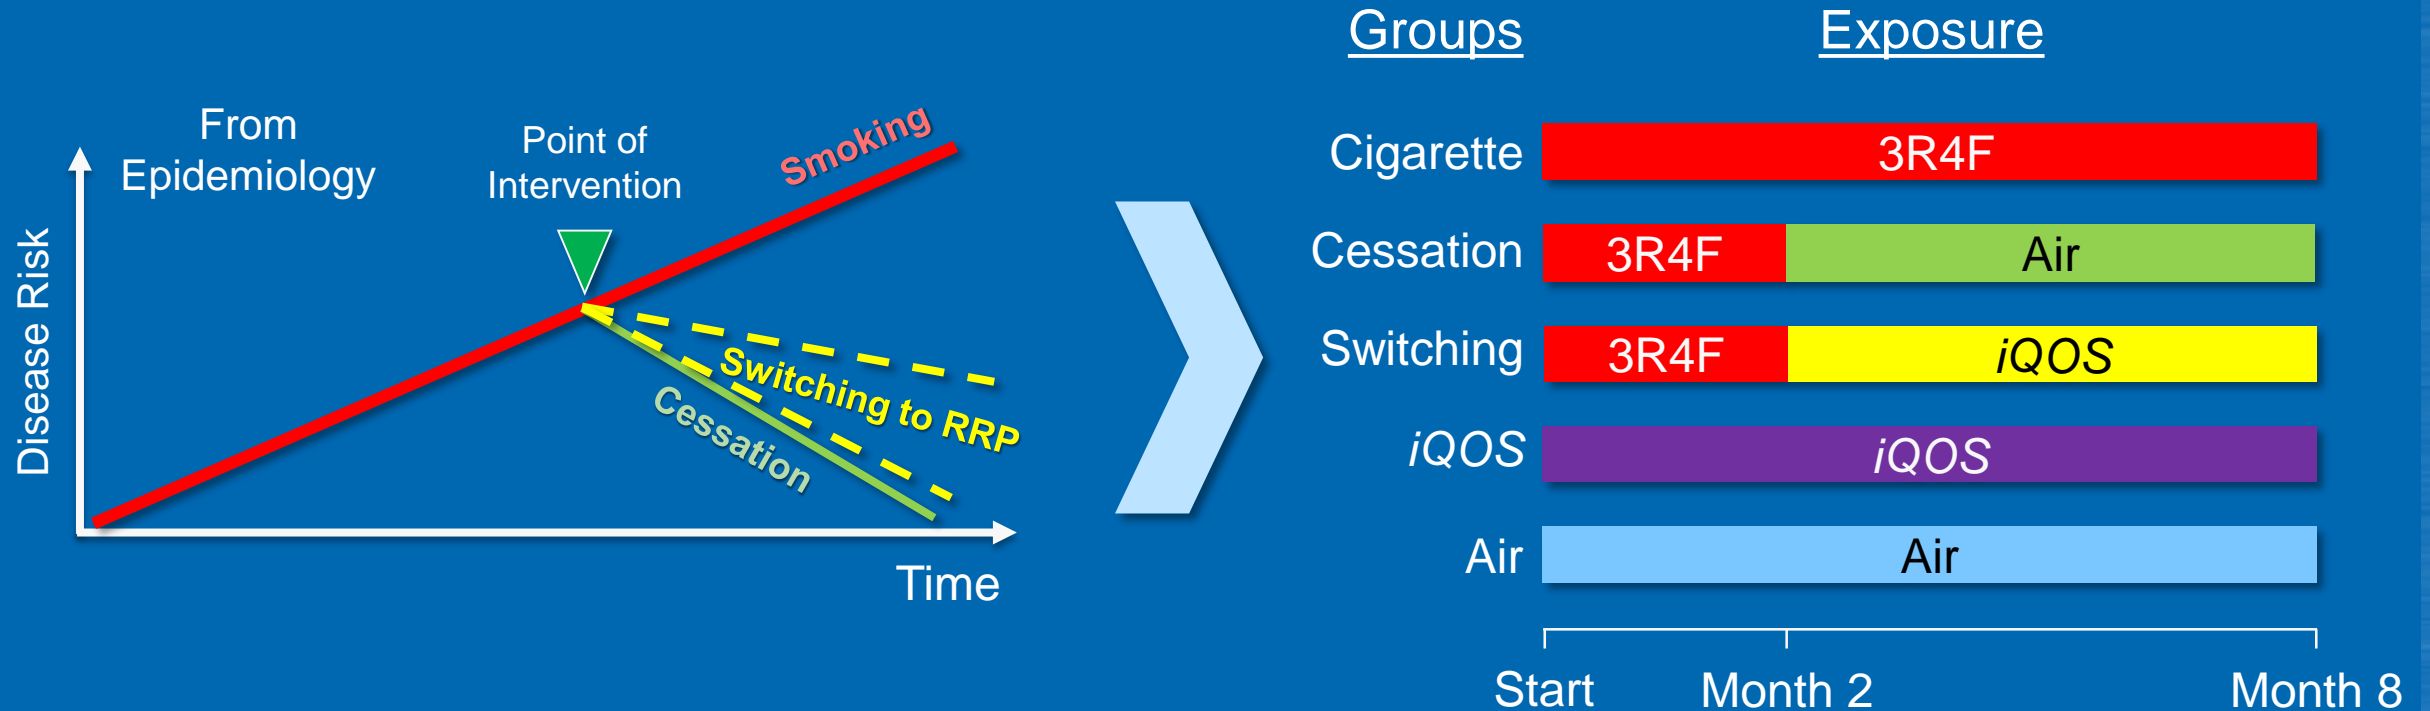 From
Epidemiology
Point of
Intervention
Smoking
Switching to RRP
Cessation
Disease Risk
Time
Groups Exposure
Cigarette 3R4F
Cessation 3R4F Air
Switching 3R4F iQOS
iQOS iQOS
Air Air
Start Month 2 Month 8